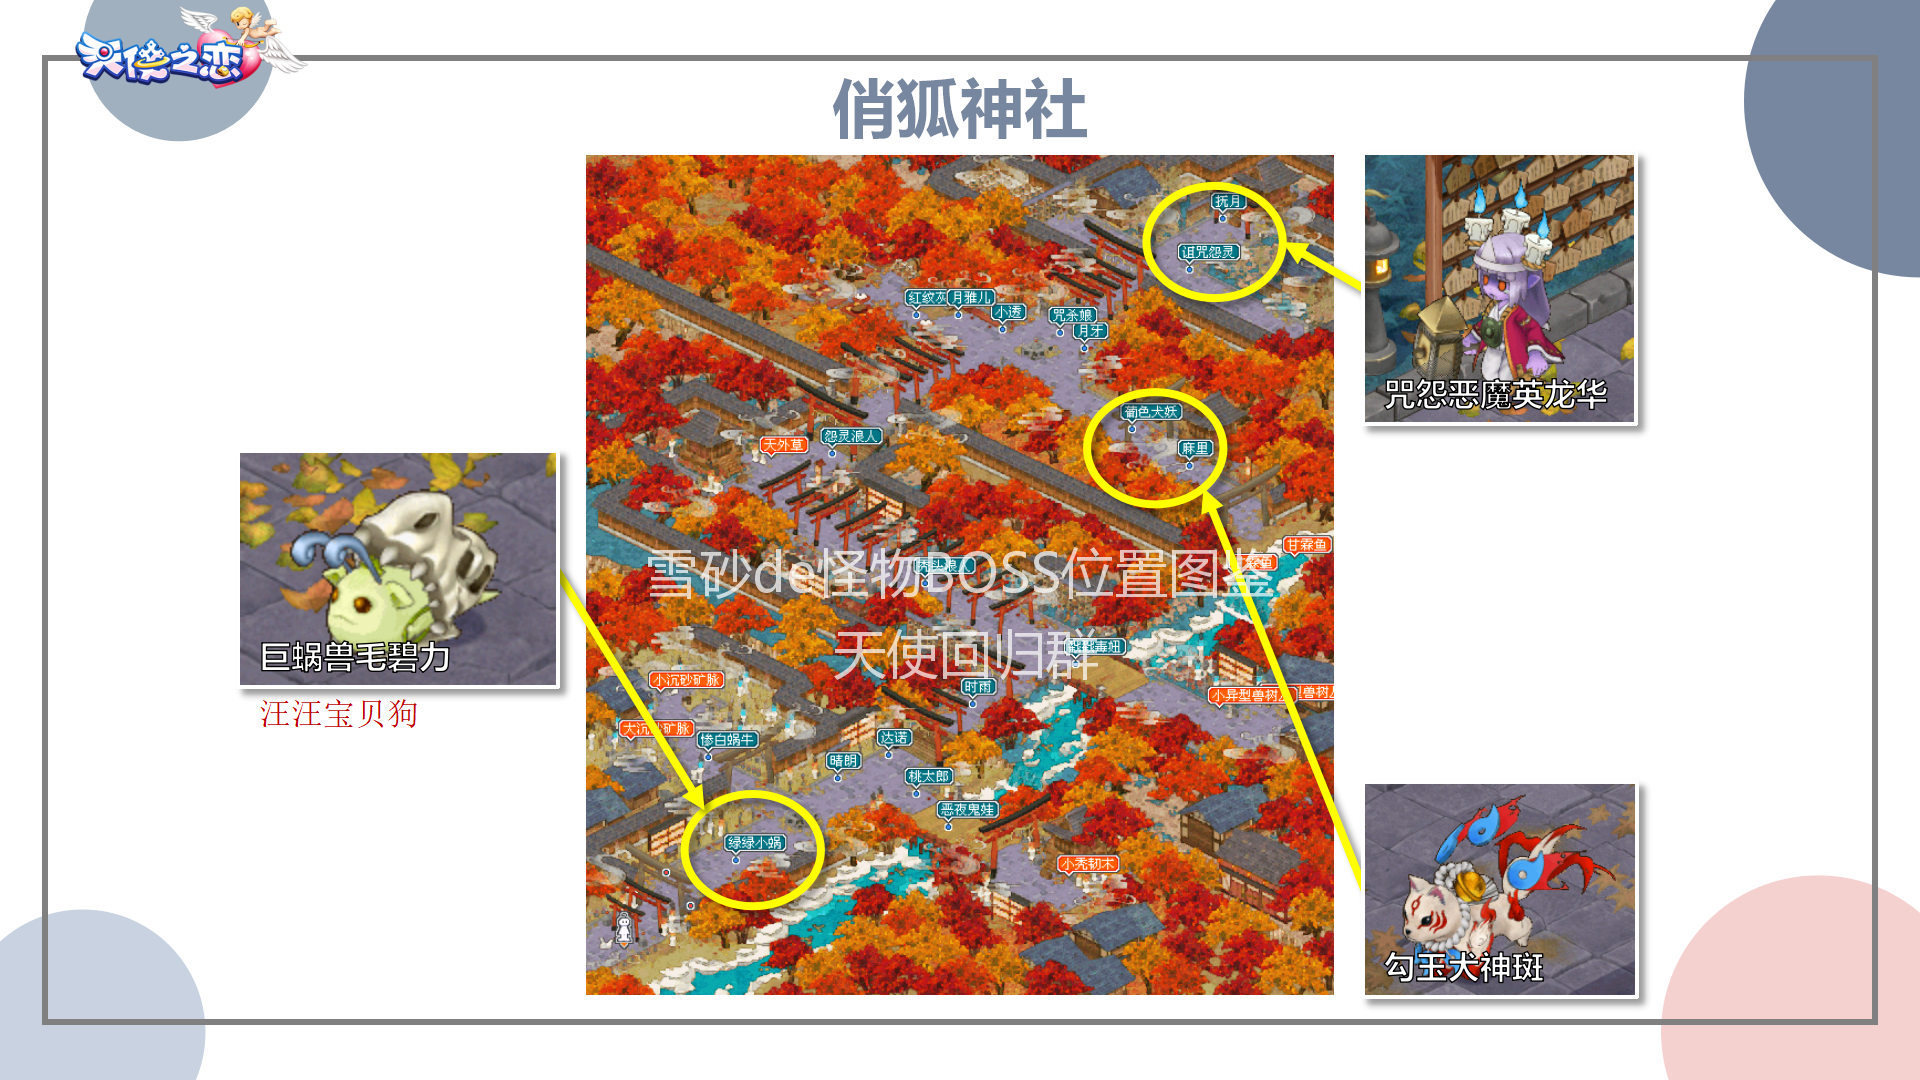 天使之恋
俏狐神社
抚月
诅咒怨灵
红纹灰
月雅儿
小透
咒杀娘
月牙
咒怨恶魔英龙华
葡色犬妖
麻里
天外草
怨灵浪人
甘霖鱼
秃头浪人
雪砂de怪物BOSS位置图鉴
天使回归群
巨蜗兽毛碧力
汪汪宝贝狗
小沉砂矿脉
时雨
小异型兽树
大沉砂矿脉
惨白蜗牛
达诺
晴朗
桃太郎
恶夜鬼娃
绿绿小蜗
小秃韧木
勾玉犬神斑